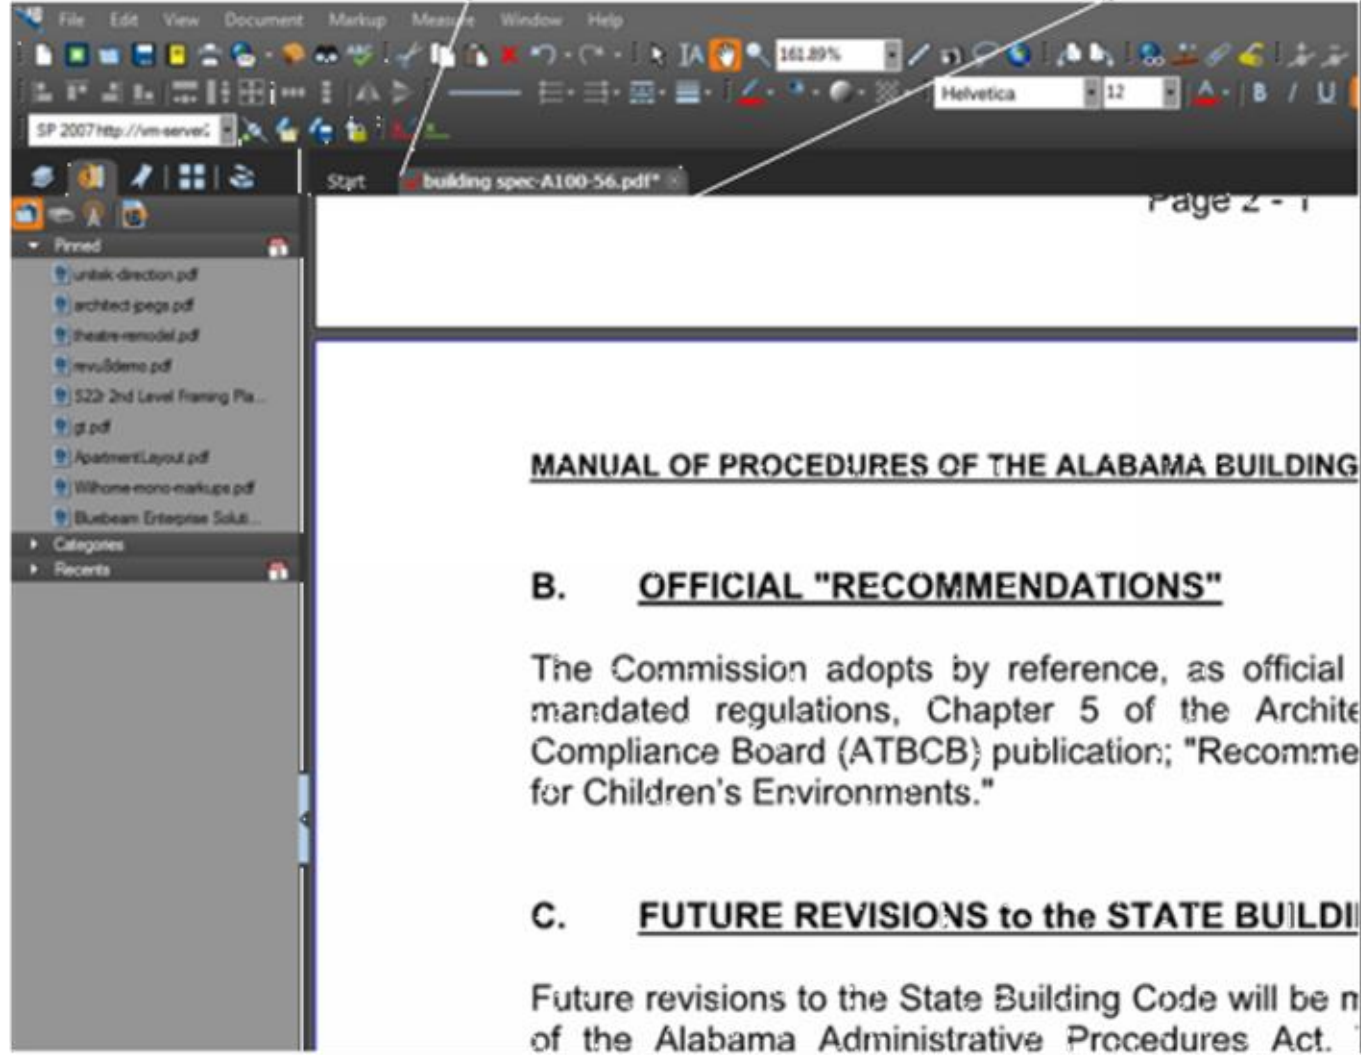 File Edit View Document Markup Measure Window Help
161.89%
Helvetica 12 A B I U
SP 2007 http://vm-server2
Start building spec-A100-56.pdf* ×
Page 2 - 1
Pinned
unitek-direction.pdf
architect-jpegs.pdf
theatre-remodel.pdf
revu8demo.pdf
S22r 2nd Level Framing Pla...
gt.pdf
ApartmentLayout.pdf
Wilhome-mono-markups.pdf
Bluebeam Enterprise Soluti...
Categories
Recents
MANUAL OF PROCEDURES OF THE ALABAMA BUILDING
B. OFFICIAL "RECOMMENDATIONS"
The Commission adopts by reference, as official
mandated regulations, Chapter 5 of the Archite
Compliance Board (ATBCB) publication; "Recomme
for Children's Environments."
C. FUTURE REVISIONS to the STATE BUILDI
Future revisions to the State Building Code will be m
of the Alabama Administrative Procedures Act.